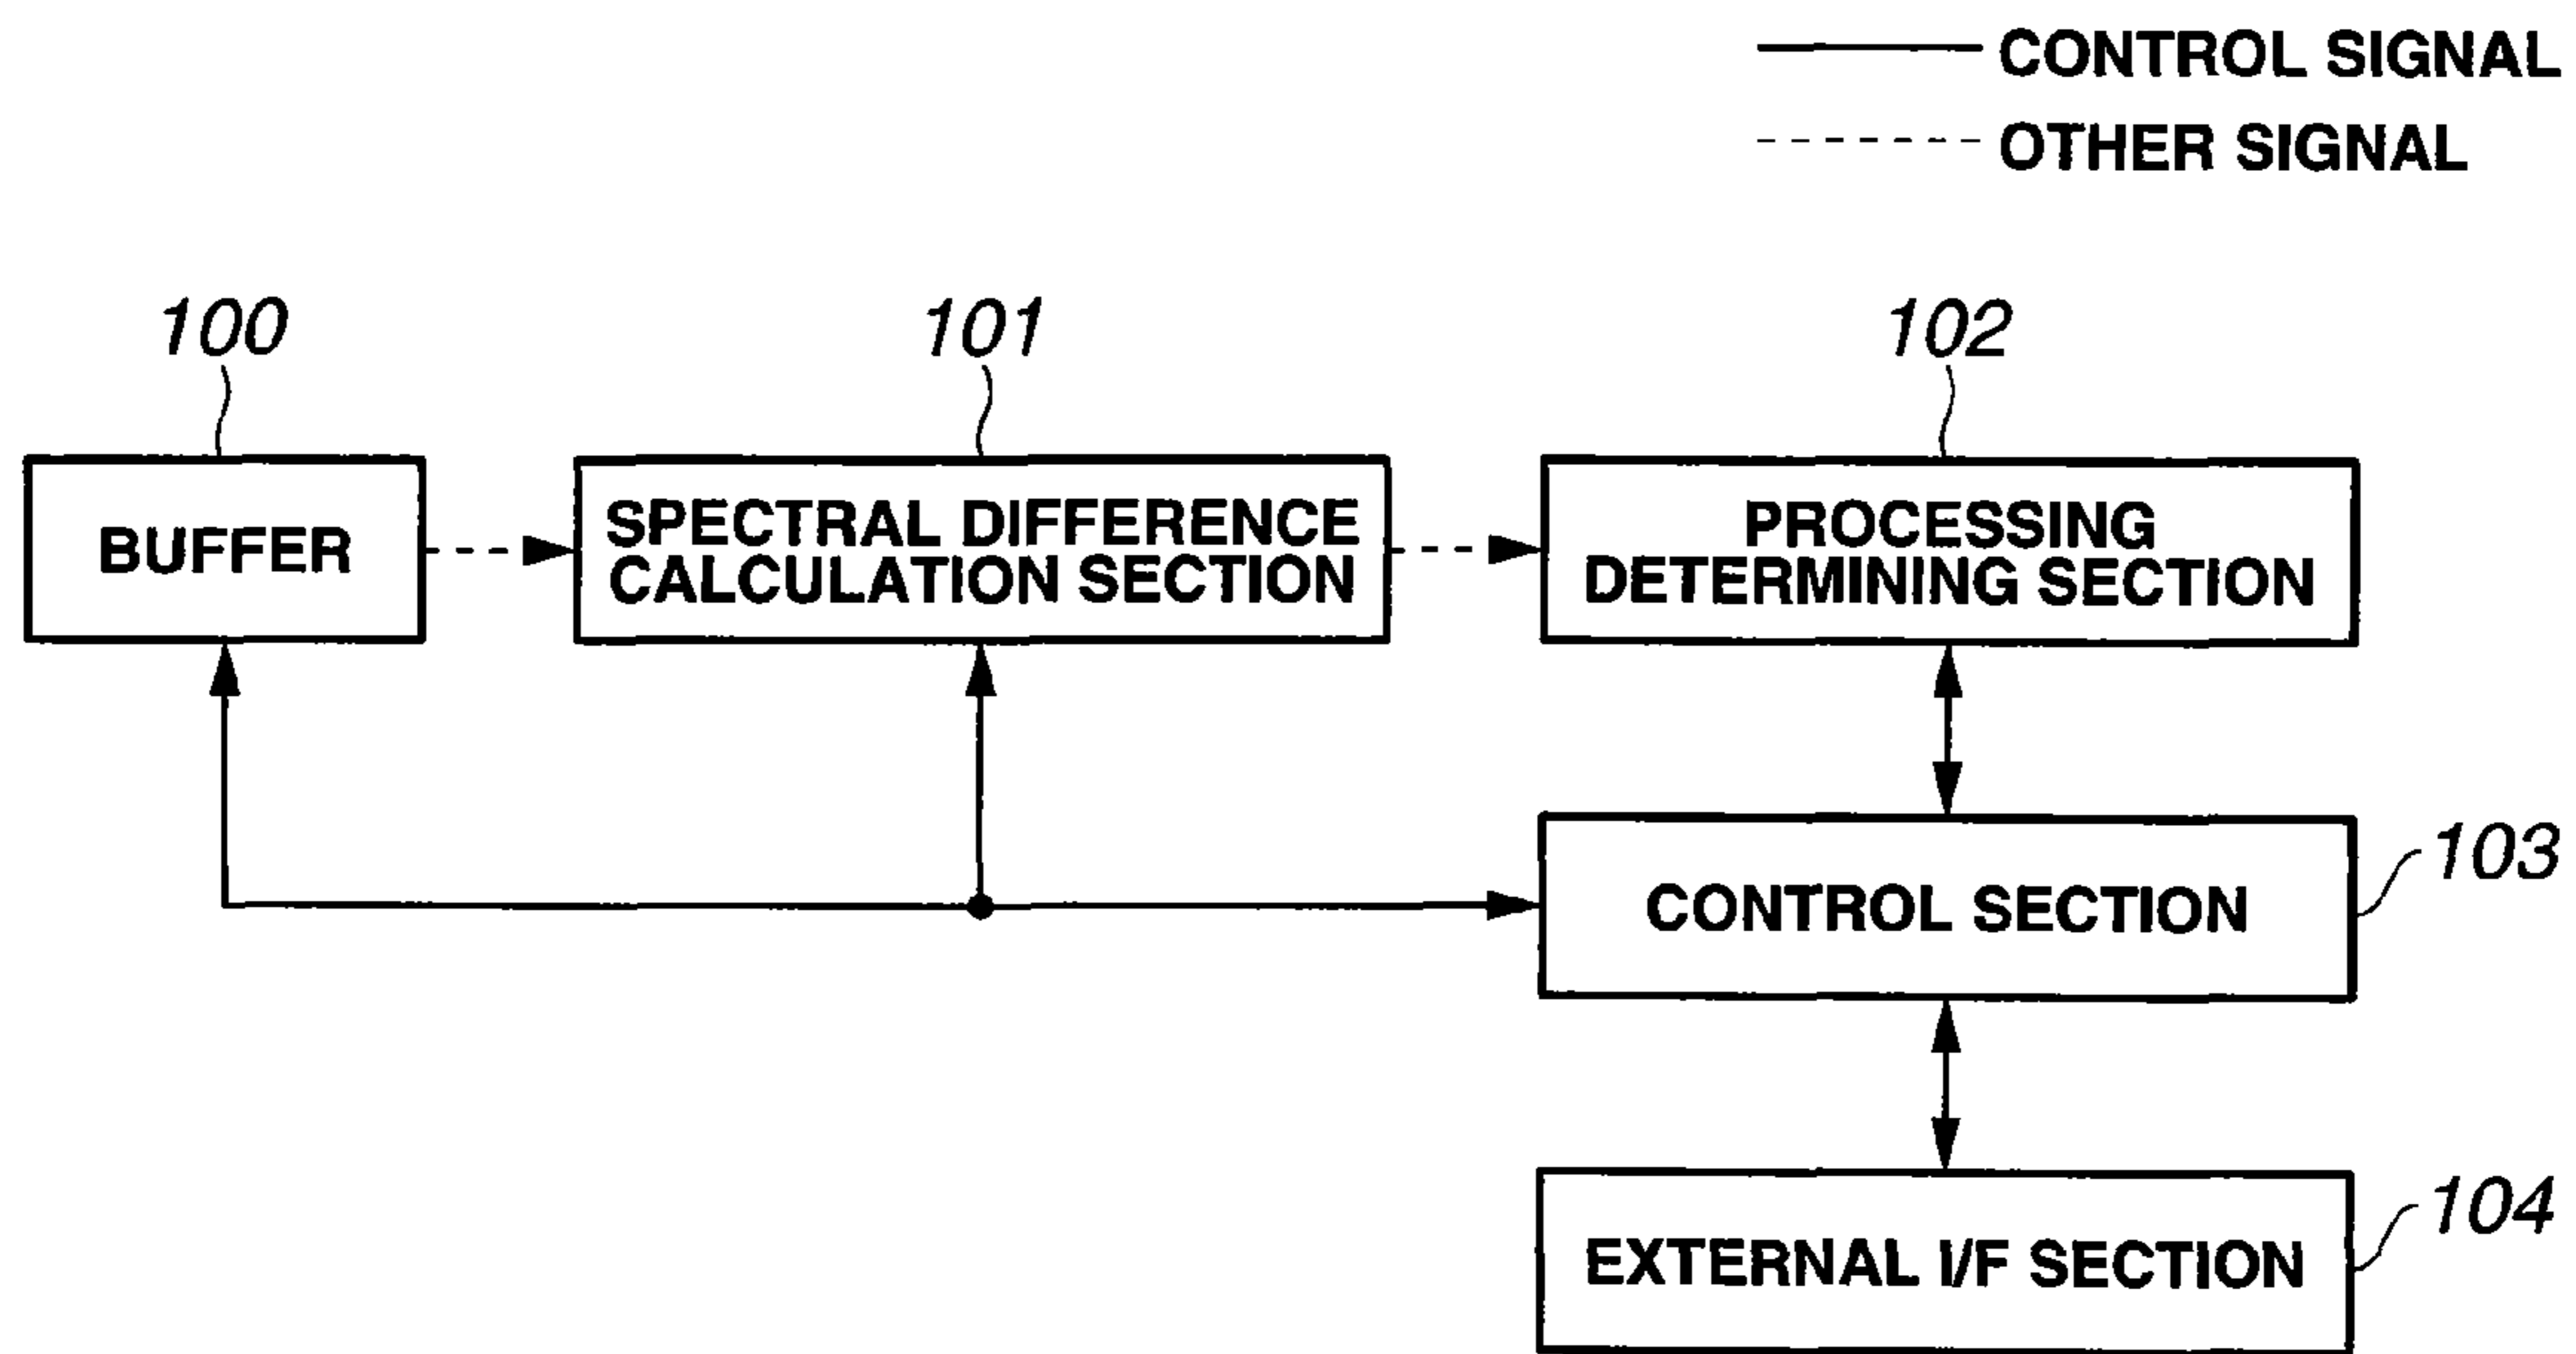 CONTROL SIGNAL
OTHER SIGNAL
100
101
102
BUFFER
SPECTRAL DIFFERENCE
CALCULATION SECTION
PROCESSING
DETERMINING SECTION
CONTROL SECTION
103
EXTERNAL I/F SECTION
104